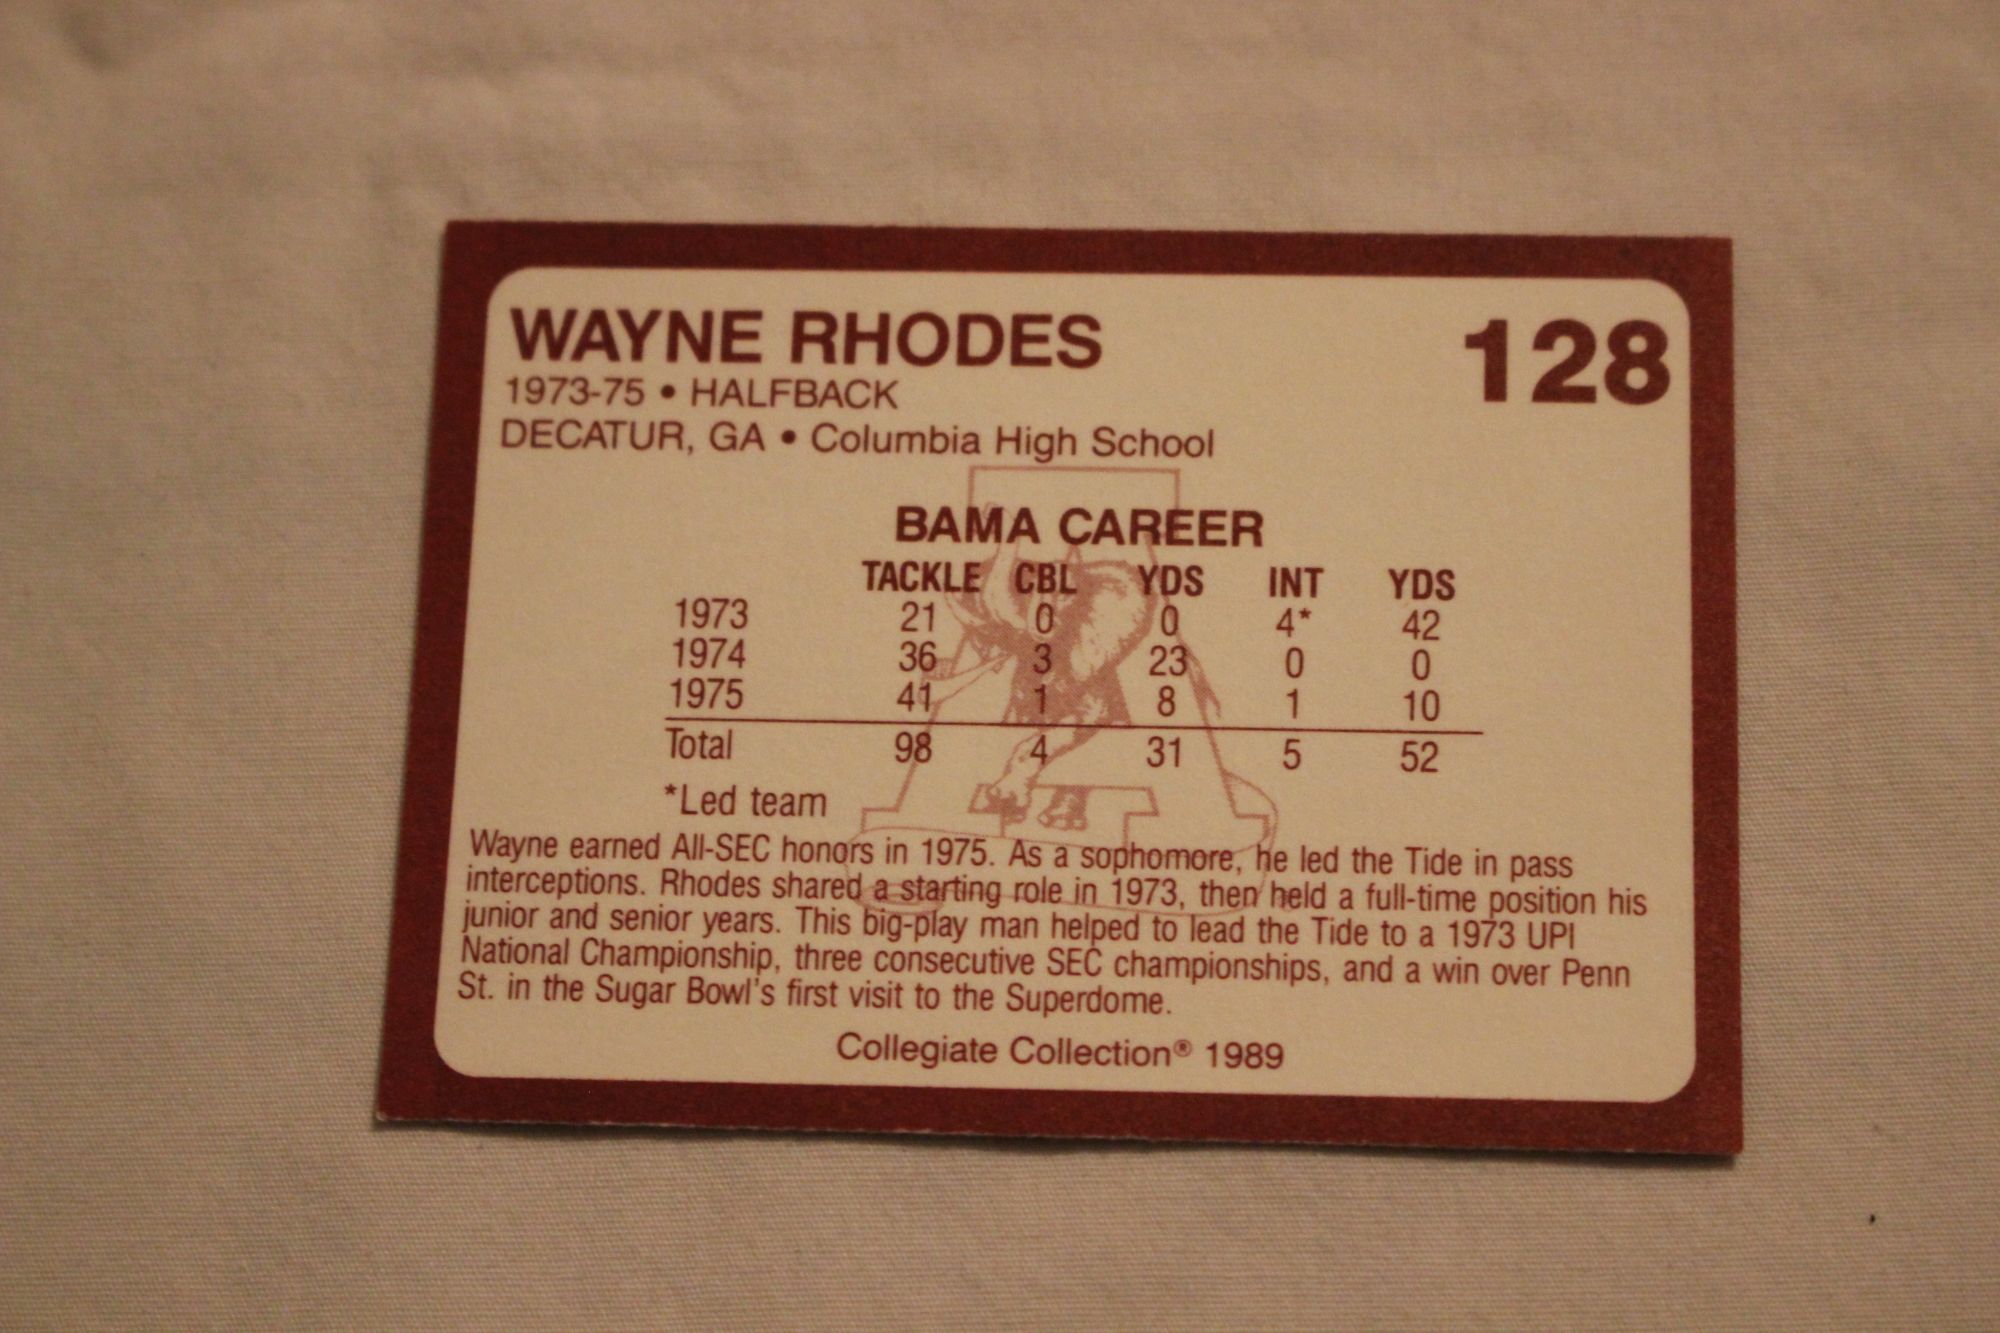 WAYNE RHODES 128
1973-75 • HALFBACK
DECATUR, GA • Columbia High School
BAMA CAREER
TACKLE CBL YDS INT YDS
1973 21 0 0 4* 42
1974 36 3 23 0 0
1975 41 1 8 1 10
Total 98 4 31 5 52
*Led team
Wayne earned All-SEC honors in 1975. As a sophomore, he led the Tide in pass
interceptions. Rhodes shared a starting role in 1973, then held a full-time position his
junior and senior years. This big-play man helped to lead the Tide to a 1973 UPI
National Championship, three consecutive SEC championships, and a win over Penn
St. in the Sugar Bowl's first visit to the Superdome.
Collegiate Collection® 1989